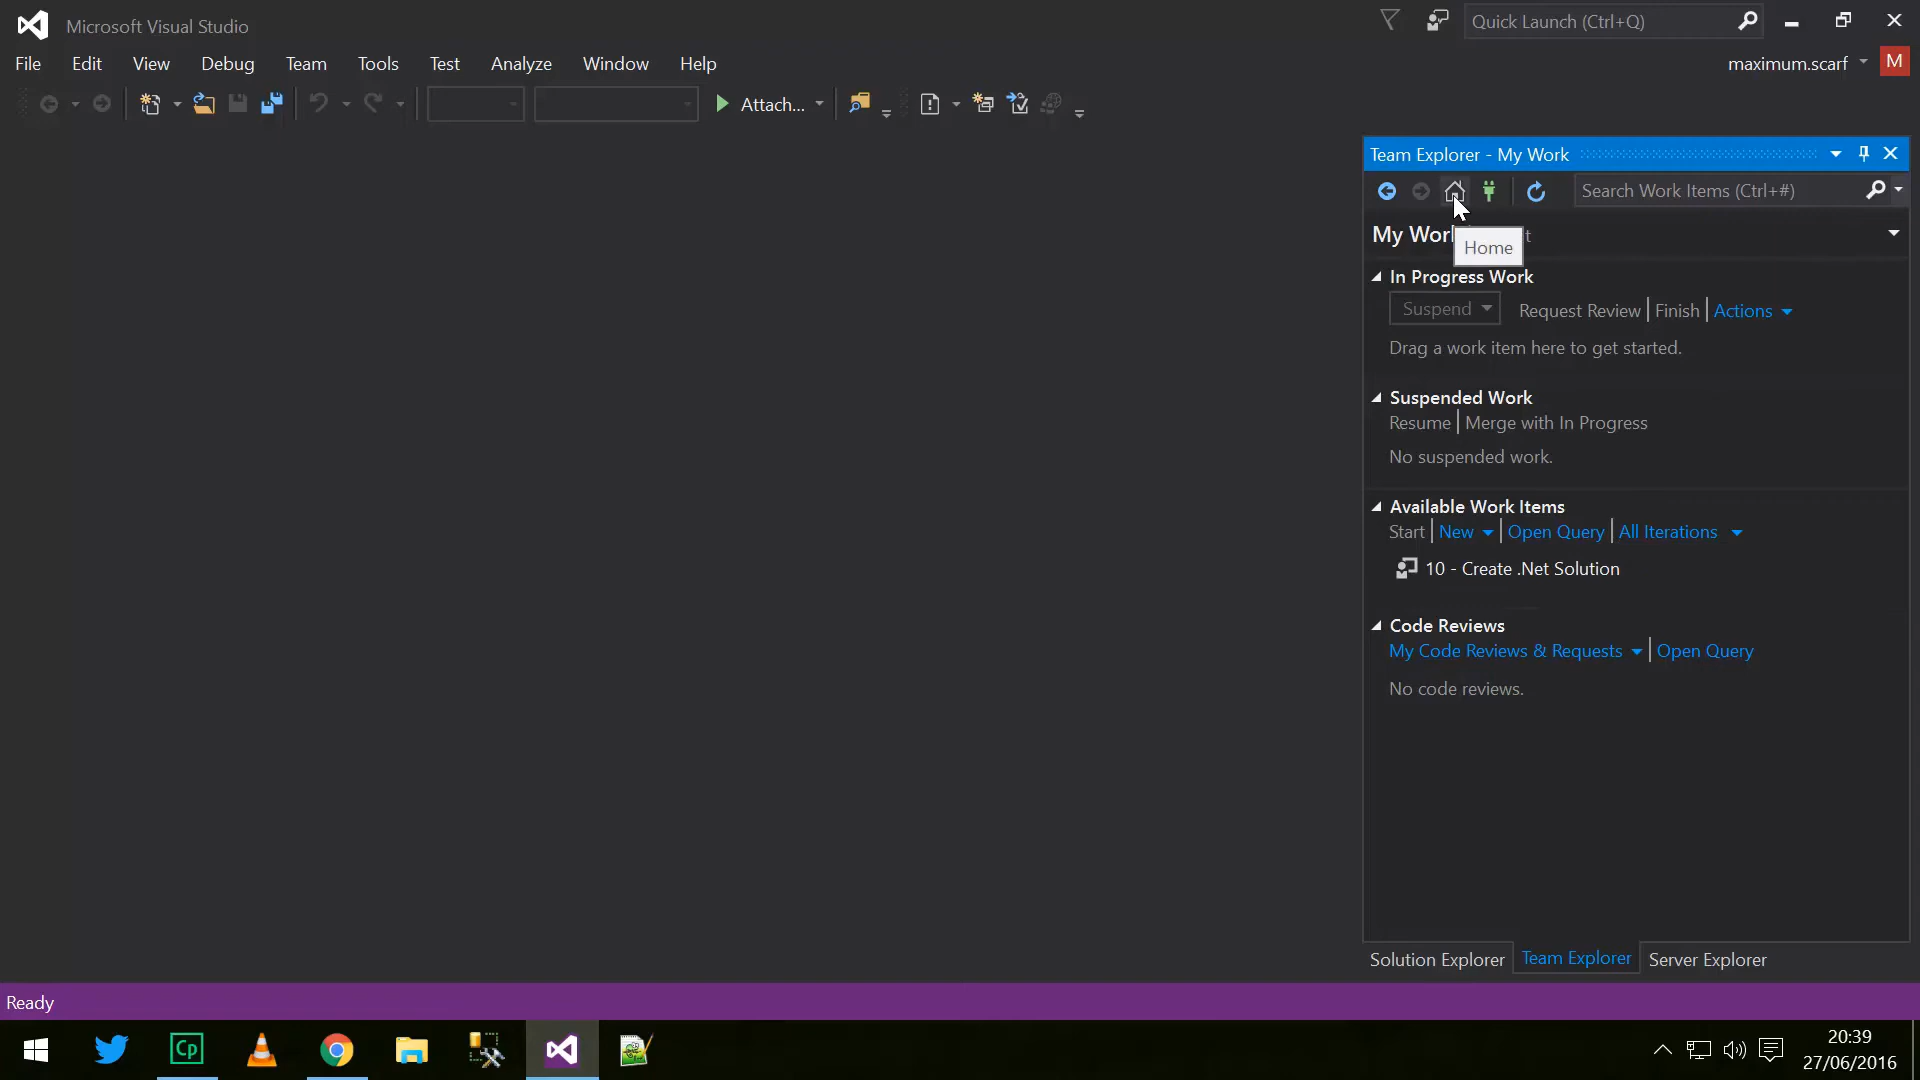 Microsoft Visual Studio
Quick Launch (Ctrl+Q)
File Edit View Debug Team Tools Test Analyze Window Help
maximum.scarf M
Attach...
Team Explorer - My Work
Search Work Items (Ctrl+#)
My Wor t
Home
In Progress Work
Suspend Request Review Finish Actions
Drag a work item here to get started.
Suspended Work
Resume Merge with In Progress
No suspended work.
Available Work Items
Start New Open Query All Iterations
10 - Create .Net Solution
Code Reviews
My Code Reviews & Requests Open Query
No code reviews.
Solution Explorer Team Explorer Server Explorer
Ready
Cp
20:39
27/06/2016